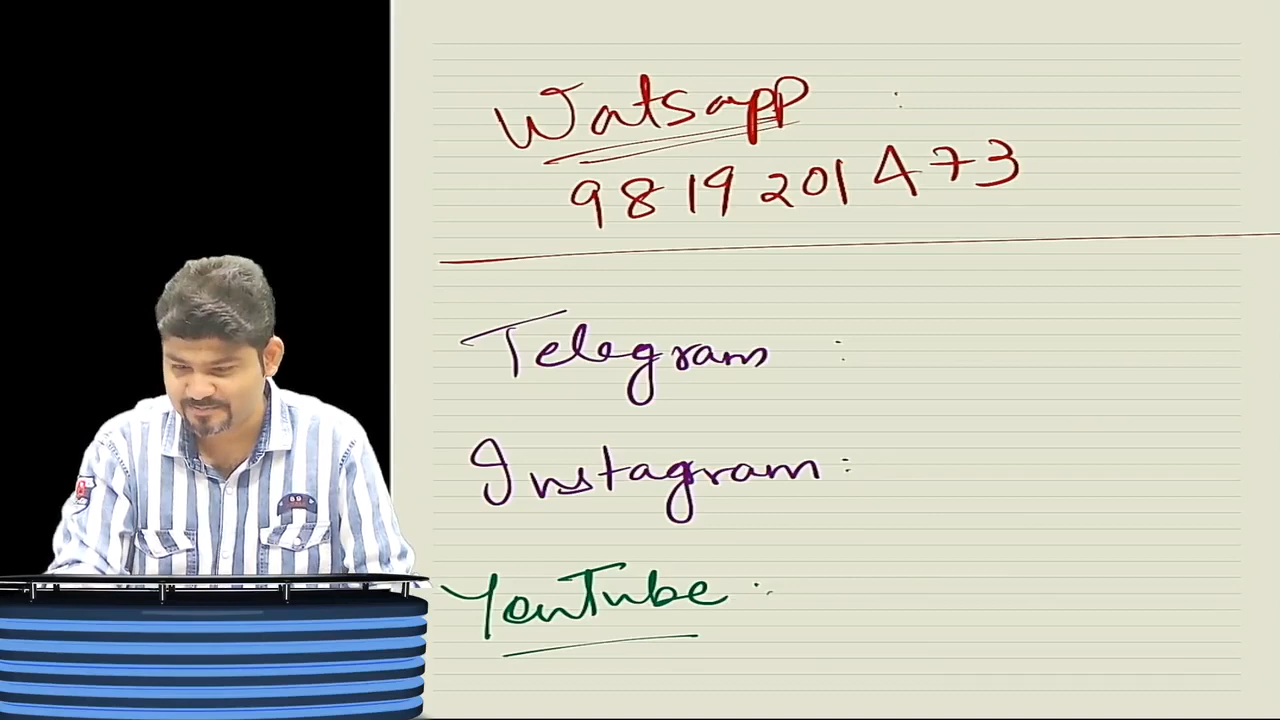 Watsapp :
9819201473
Telegram :
Instagram :
YouTube :